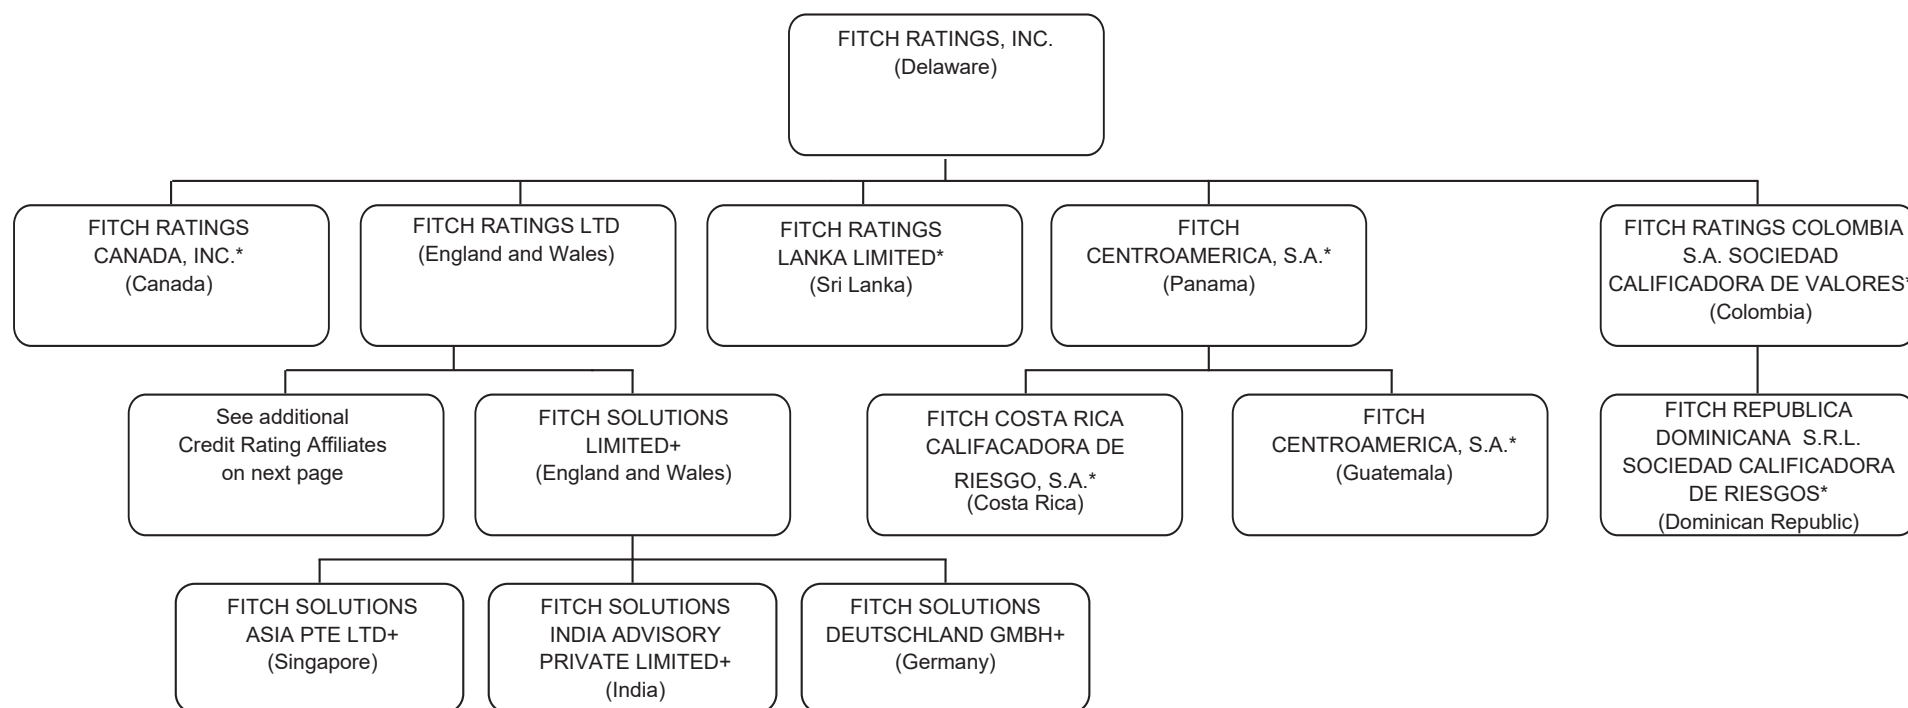 FITCH RATINGS, INC.
(Delaware)
FITCH RATINGS
CANADA, INC.*
(Canada)
FITCH RATINGS LTD
(England and Wales)
FITCH RATINGS
LANKA LIMITED*
(Sri Lanka)
FITCH
CENTROAMERICA, S.A.*
(Panama)
FITCH RATINGS COLOMBIA
S.A. SOCIEDAD
CALIFICADORA DE VALORES*
(Colombia)
See additional
Credit Rating Affiliates
on next page
FITCH SOLUTIONS
LIMITED+
(England and Wales)
FITCH COSTA RICA
CALIFACADORA DE
RIESGO, S.A.*
(Costa Rica)
FITCH
CENTROAMERICA, S.A.*
(Guatemala)
FITCH REPUBLICA
DOMINICANA S.R.L.
SOCIEDAD CALIFICADORA
DE RIESGOS*
(Dominican Republic)
FITCH SOLUTIONS
ASIA PTE LTD+
(Singapore)
FITCH SOLUTIONS
INDIA ADVISORY
PRIVATE LIMITED+
(India)
FITCH SOLUTIONS
DEUTSCHLAND GMBH+
(Germany)